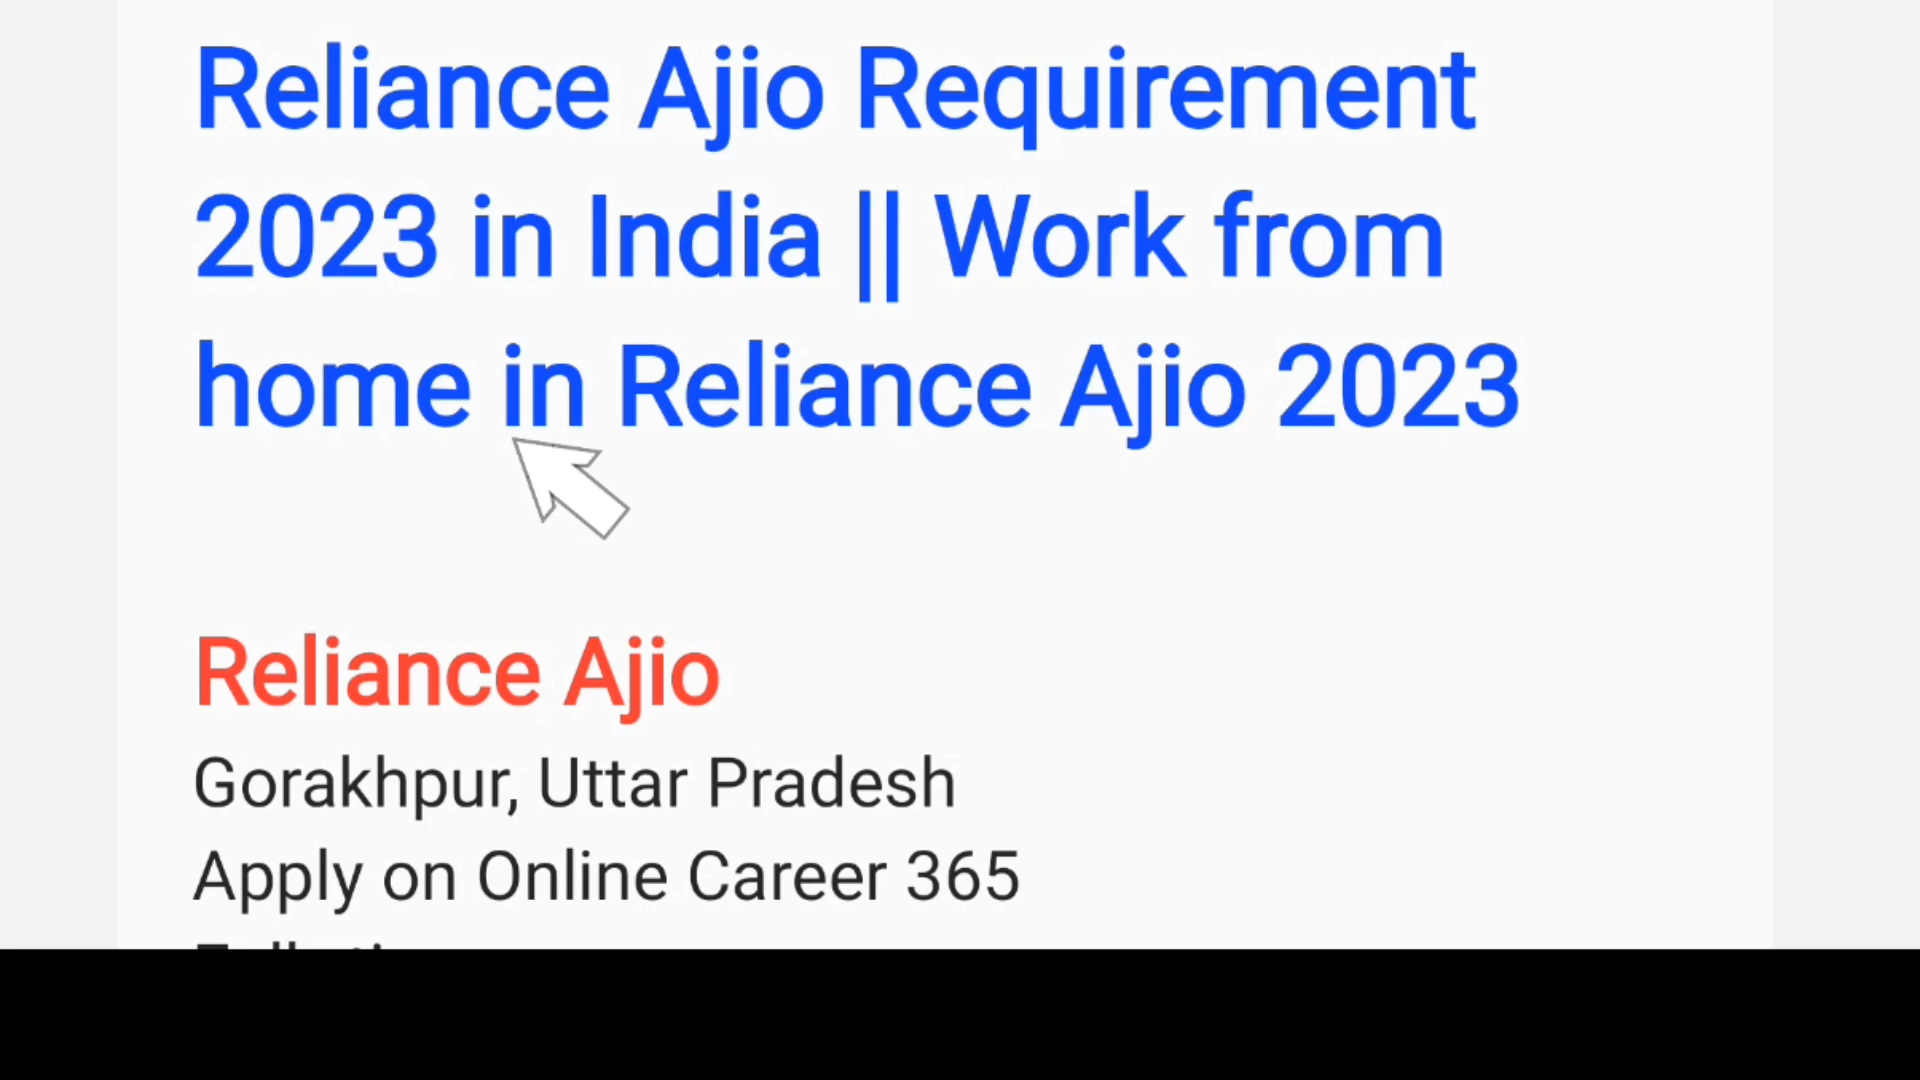 Reliance Ajio Requirement
2023 in India || Work from
home in Reliance Ajio 2023
Reliance Ajio
Gorakhpur, Uttar Pradesh
Apply on Online Career 365